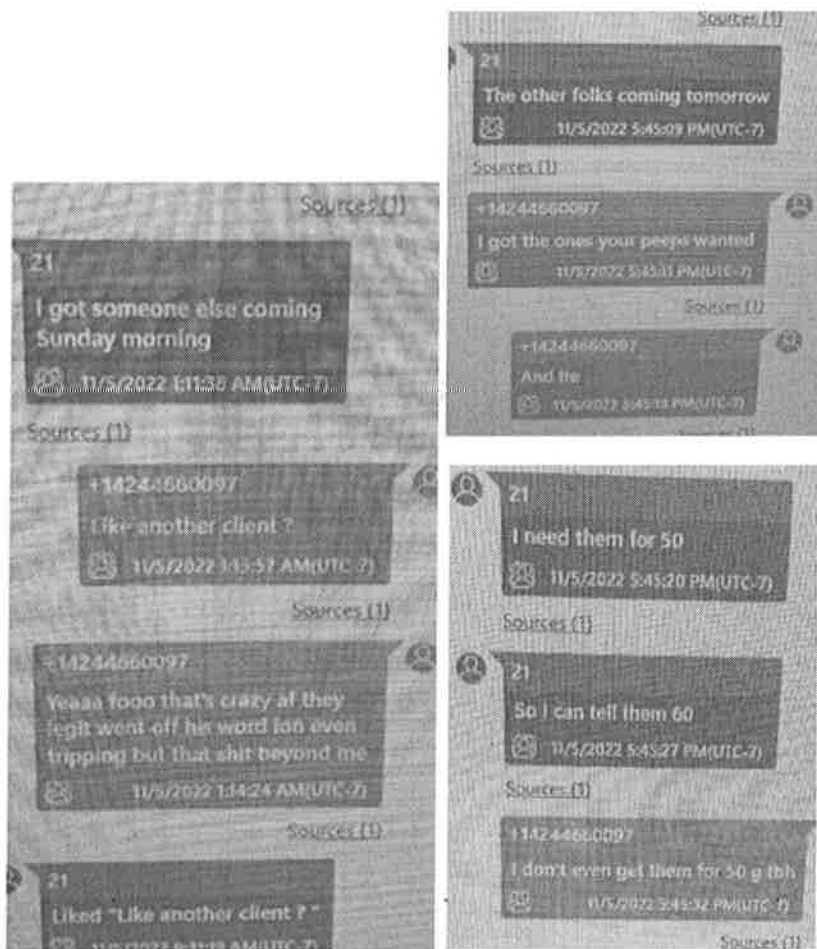 Sources (1)
21
I got someone else coming
Sunday morning
11/5/2022 1:11:38 AM(UTC-7)
Sources (1)
+14244660097
Like another client ?
11/5/2022 AM(UTC-7)
Sources (1)
+14244660097
Yeaaa fooo that's crazy af they
legit went off his word ion even
tripping but that shit beyond me
11/5/2022 1:14:24 AM(UTC-7)
Sources (1)
21
Liked "Like another client ? "
AM(UTC-7)
Sources (1)
21
The other folks coming tomorrow
11/5/2022 5:45:09 PM(UTC-7)
Sources (1)
+14244660097
I got the ones your peeps wanted
11/5/2022 5:45:11 PM(UTC-7)
Sources (1)
+14244660097
And the
11/5/2022 PM(UTC-7)
21
I need them for 50
11/5/2022 5:45:20 PM(UTC-7)
Sources (1)
21
So I can tell them 60
11/5/2022 5:45:27 PM(UTC-7)
Sources (1)
+14244660097
I don't even get them for 50 g tbh
11/5/2022 5:45:32 PM(UTC-7)
Sources (1)